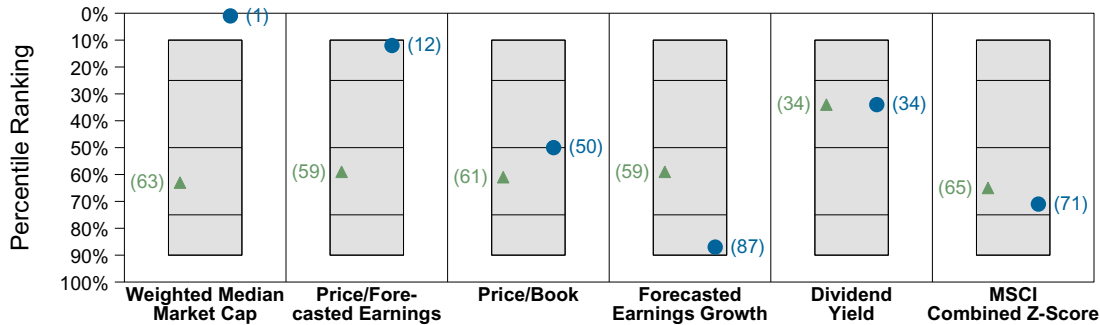 Percentile Ranking
0%
10%
20%
30%
40%
50%
60%
70%
80%
90%
100%
(1)
(63)
(12)
(59)
(50)
(61)
(59)
(87)
(34)
(34)
(65)
(71)
Weighted Median
Market Cap
Price/Fore-
casted Earnings
Price/Book
Forecasted
Earnings Growth
Dividend
Yield
MSCI
Combined Z-Score